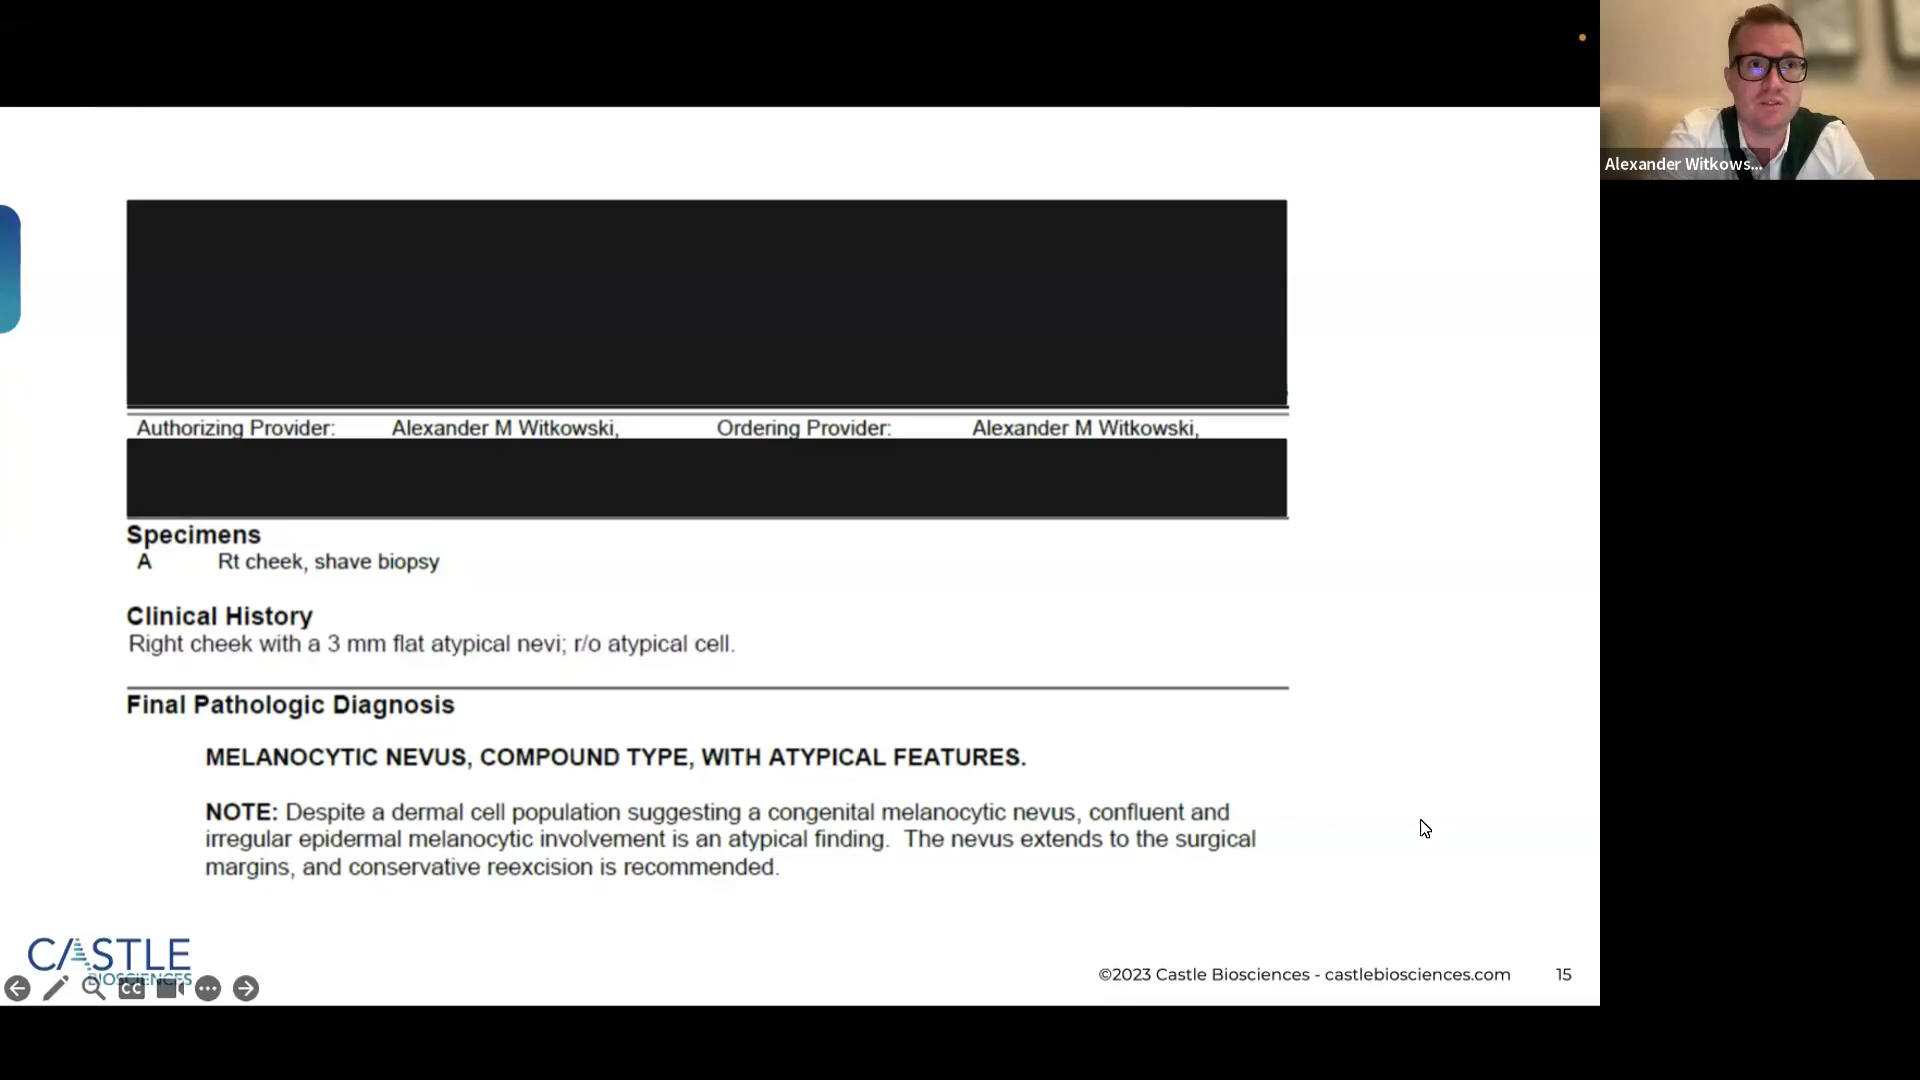 Alexander Witkows...
Authorizing Provider: Alexander M Witkowski, Ordering Provider: Alexander M Witkowski,
Specimens
A Rt cheek, shave biopsy
Clinical History
Right cheek with a 3 mm flat atypical nevi; r/o atypical cell.
Final Pathologic Diagnosis
MELANOCYTIC NEVUS, COMPOUND TYPE, WITH ATYPICAL FEATURES.
NOTE: Despite a dermal cell population suggesting a congenital melanocytic nevus, confluent and
irregular epidermal melanocytic involvement is an atypical finding. The nevus extends to the surgical
margins, and conservative reexcision is recommended.
CASTLE
BIOSCIENCES
CC
©2023 Castle Biosciences - castlebiosciences.com 15